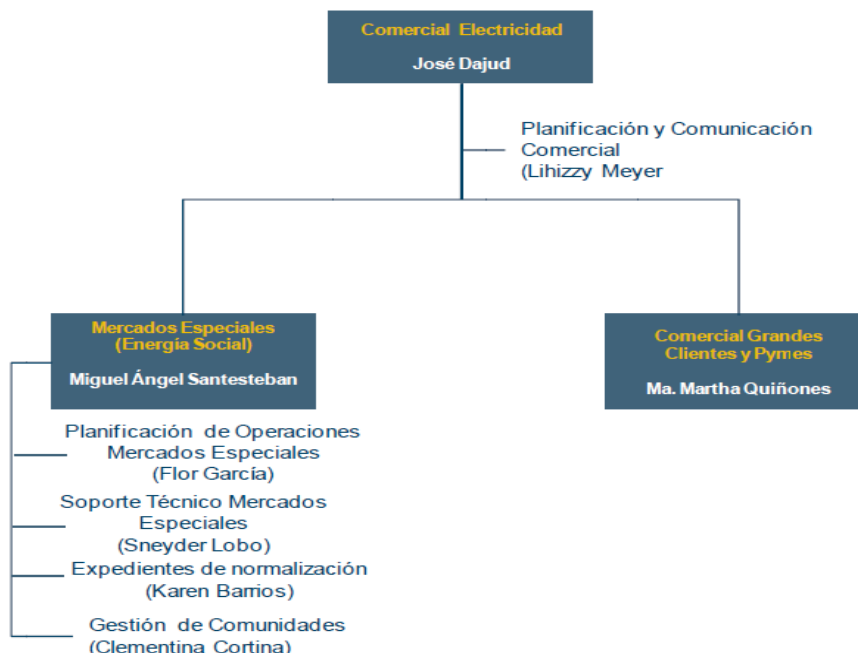 Comercial Electricidad
José Dajud
Planificación y Comunicación
Comercial
(Lihizzy Meyer
Mercados Especiales
(Energía Social)
Miguel Ángel Santesteban
Comercial Grandes
Clientes y Pymes
Ma. Martha Quiñones
Planificación de Operaciones
Mercados Especiales
(Flor García)
Soporte Técnico Mercados
Especiales
(Sneyder Lobo)
Expedientes de normalización
(Karen Barrios)
Gestión de Comunidades
(Clementina Cortina)